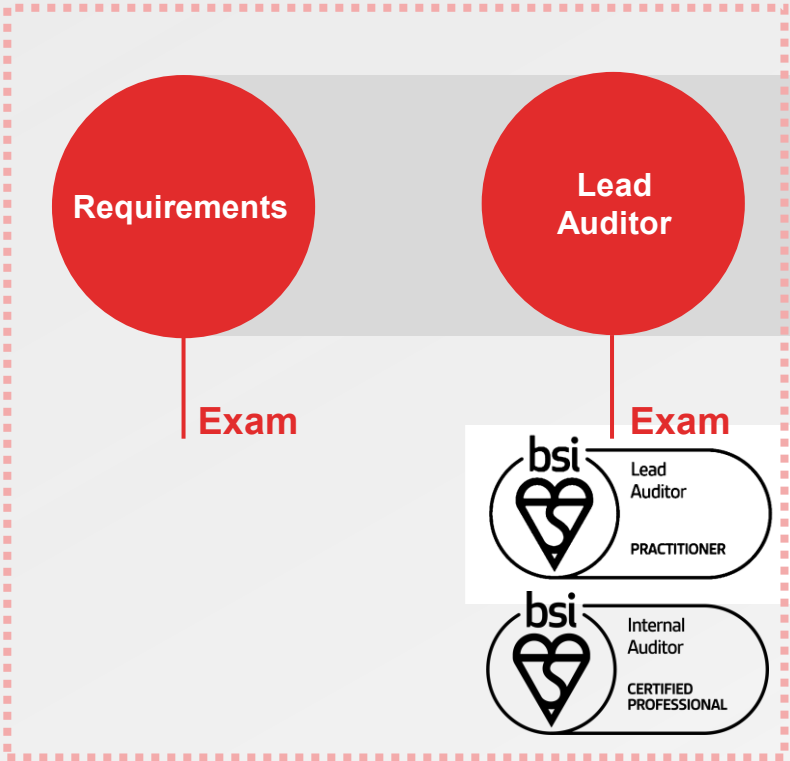 Requirements
Lead
Auditor
Exam
Exam
bsi
Lead
Auditor
PRACTITIONER
bsi
Internal
Auditor
CERTIFIED
PROFESSIONAL